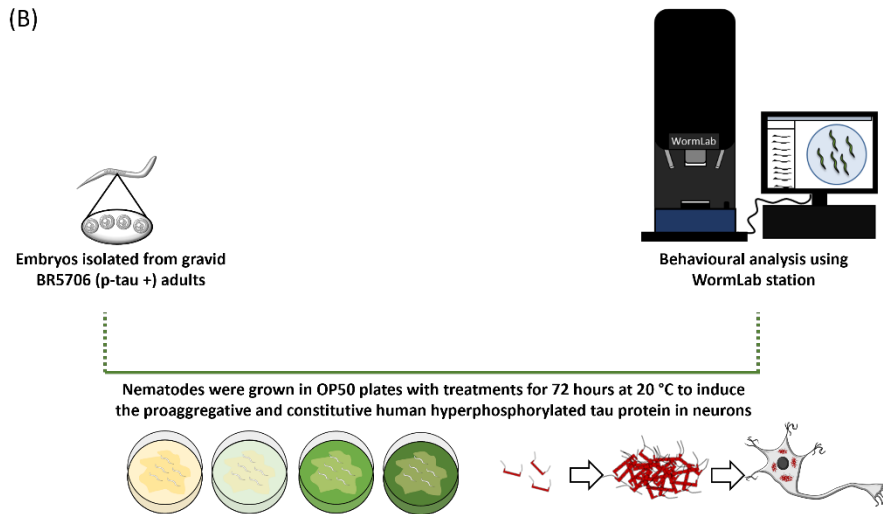 (B)
WormLab
Embryos isolated from gravid
BR5706 (p-tau +) adults
Behavioural analysis using
WormLab station
Nematodes were grown in OP50 plates with treatments for 72 hours at 20 °C to induce
the proaggregative and constitutive human hyperphosphorylated tau protein in neurons